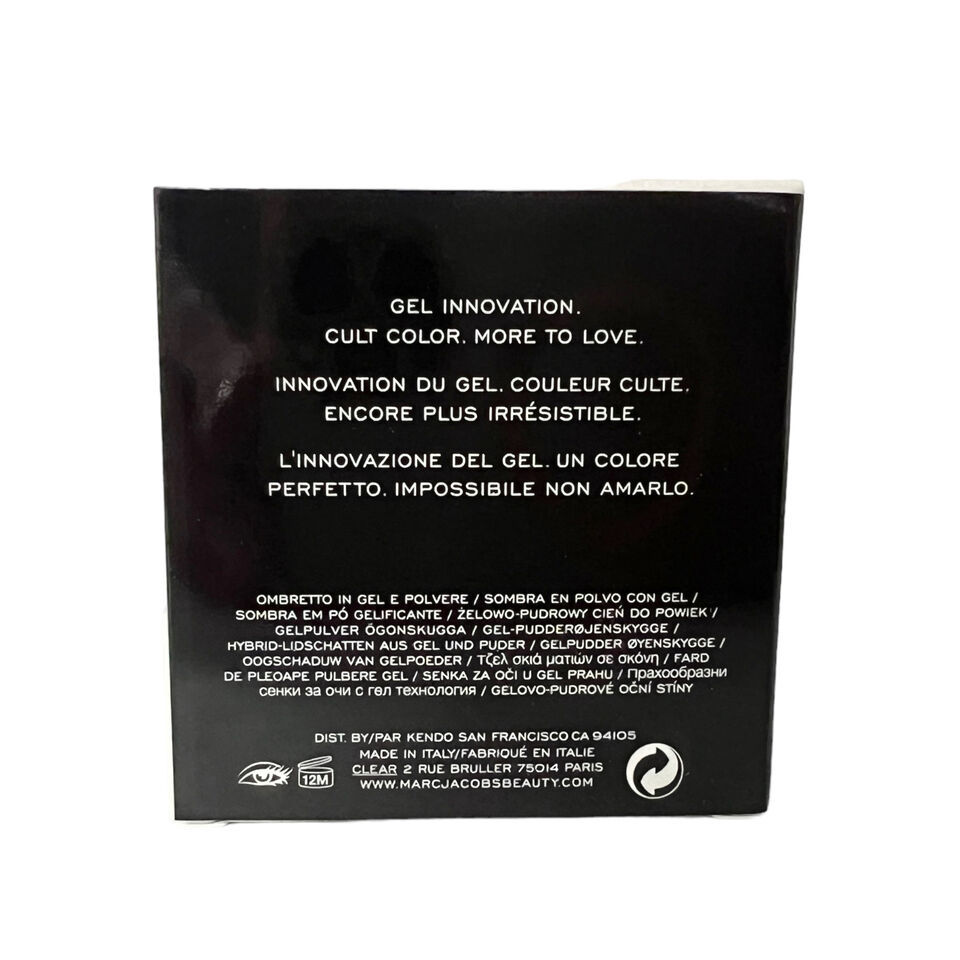 GEL INNOVATION.
CULT COLOR. MORE TO LOVE.
INNOVATION DU GEL. COULEUR CULTE.
ENCORE PLUS IRRÉSISTIBLE.
L'INNOVAZIONE DEL GEL. UN COLORE
PERFETTO. IMPOSSIBILE NON AMARLO.
OMBRETTO IN GEL E POLVERE / SOMBRA EN POLVO CON GEL /
SOMBRA EM PÓ GELIFICANTE / ŻELOWO-PUDROWY CIEŃ DO POWIEK /
GELPULVER ÖGONSKUGGA / GEL-PUDDERØJENSKYGGE /
HYBRID-LIDSCHATTEN AUS GEL UND PUDER / GELPUDDER ØYENSKYGGE /
OOGSCHADUW VAN GELPOEDER / Τζελ σκιά ματιών σε σκόνη / FARD
DE PLEOAPE PULBERE GEL / SENKA ZA OČI U GEL PRAHU / Прахообразни
сенки за очи с гел технология / GELOVO-PUDROVÉ OČNÍ STÍNY
DIST. BY/PAR KENDO SAN FRANCISCO CA 94105
MADE IN ITALY/FABRIQUÉ EN ITALIE
CLEAR 2 RUE BRULLER 75014 PARIS
WWW.MARCJACOBSBEAUTY.COM
12M